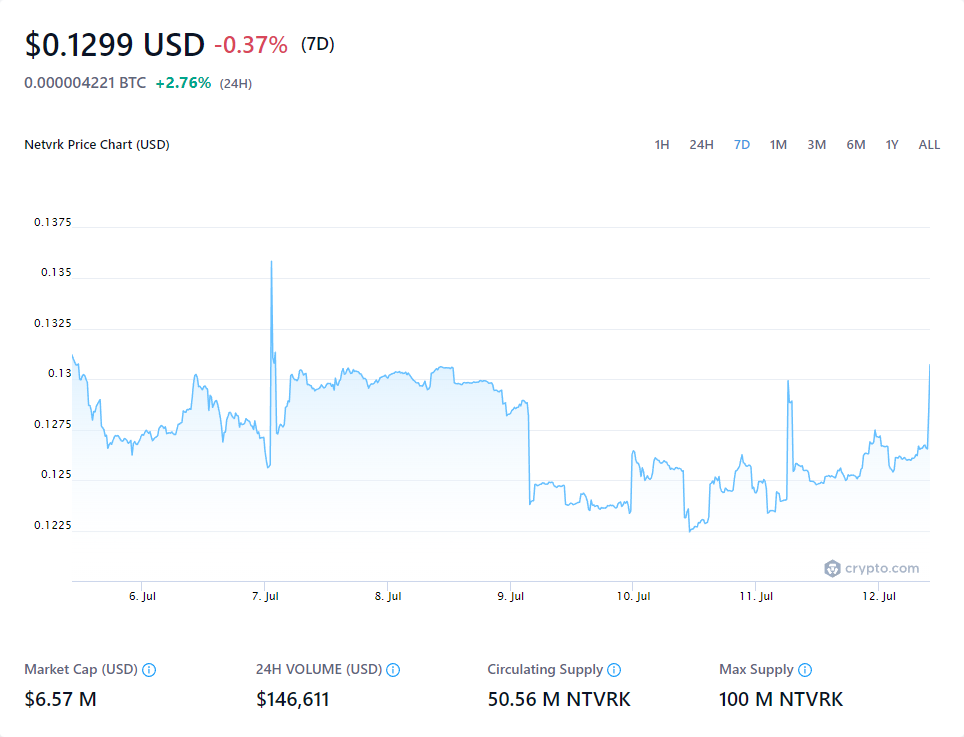 $0.1299 USD -0.37% (7D)
0.000004221 BTC +2.76% (24H)
Netvrk Price Chart (USD) 1H 24H 7D 1M 3M 6M 1Y ALL
0.1375
0.135
0.1325
0.13
0.1275
0.125
0.1225
crypto.com
6. Jul 7. Jul 8. Jul 9. Jul 10. Jul 11. Jul 12. Jul
Market Cap (USD) 24H VOLUME (USD) Circulating Supply Max Supply
$6.57 M $146,611 50.56 M NTVRK 100 M NTVRK